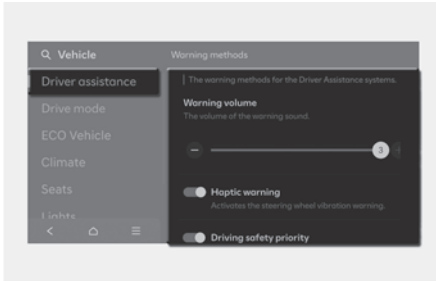 Vehicle
Warning methods
Driver assistance
The warning methods for the Driver Assistance systems.
Drive mode
Warning volume
The volume of the warning sound.
ECO Vehicle
3
Climate
Seats
Haptic warning
Activates the steering wheel vibration warning.
Lights
Driving safety priority